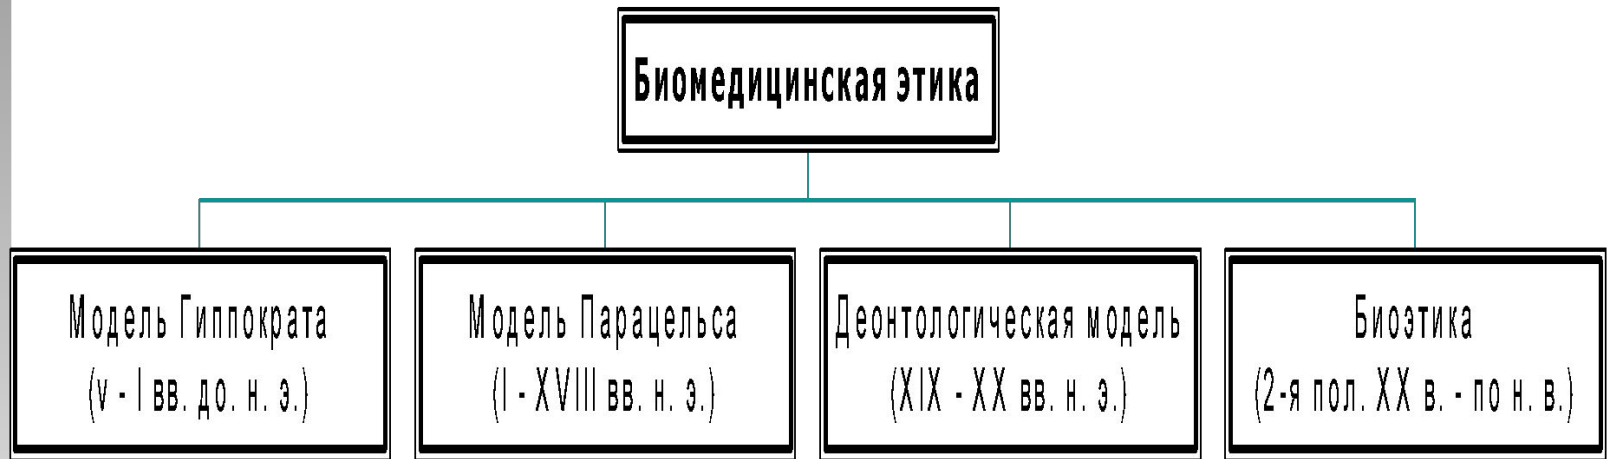 Биомедицинская этика
Модель Гиппократа
(v - I вв. до. н. э.)
Модель Парацельса
(I - XVIII вв. н. э.)
Деонтологическая модель
(XIX - XX вв. н. э.)
Биоэтика
(2-я пол. XX в. - по н. в.)